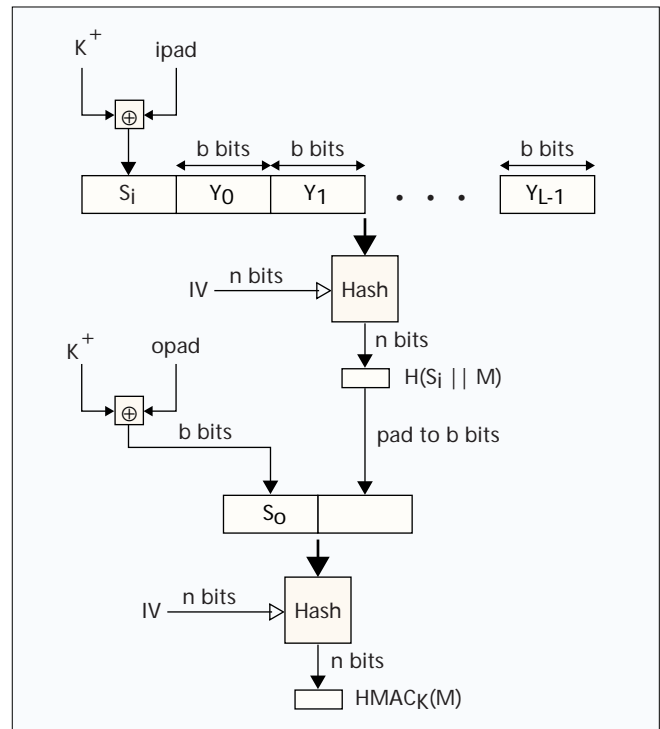 K+ ipad
⊕
b bits b bits b bits
Si Y0 Y1 . . . YL-1
n bits
IV Hash
n bits
K+ opad
H(Si || M)
⊕
b bits pad to b bits
So
n bits
IV Hash
n bits
HMACK(M)